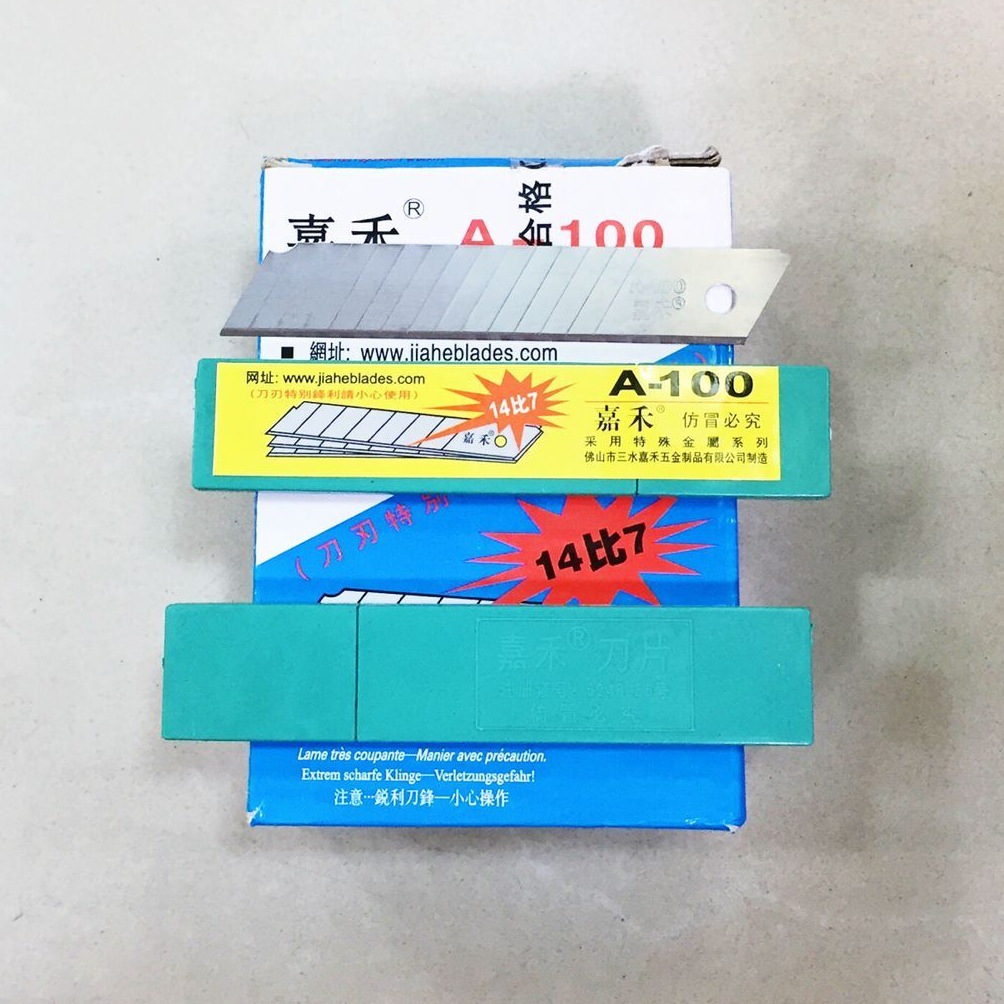 嘉禾®
A-100
合格
■ 網址: www.jiaheblades.com
网址: www.jiaheblades.com
(刀刃特别鋒利請小心使用)
14比7
嘉禾®
A-100
嘉禾® 仿冒必究
采用特殊金屬系列
佛山市三水嘉禾五金制品有限公司制造
(刀刃特别
14比7
嘉禾® 刀片
仿冒必究
Lame très coupante—Manier avec précaution.
Extrem scharfe Klinge—Verletzungsgefahr!
注意···鋭利刀鋒—小心操作